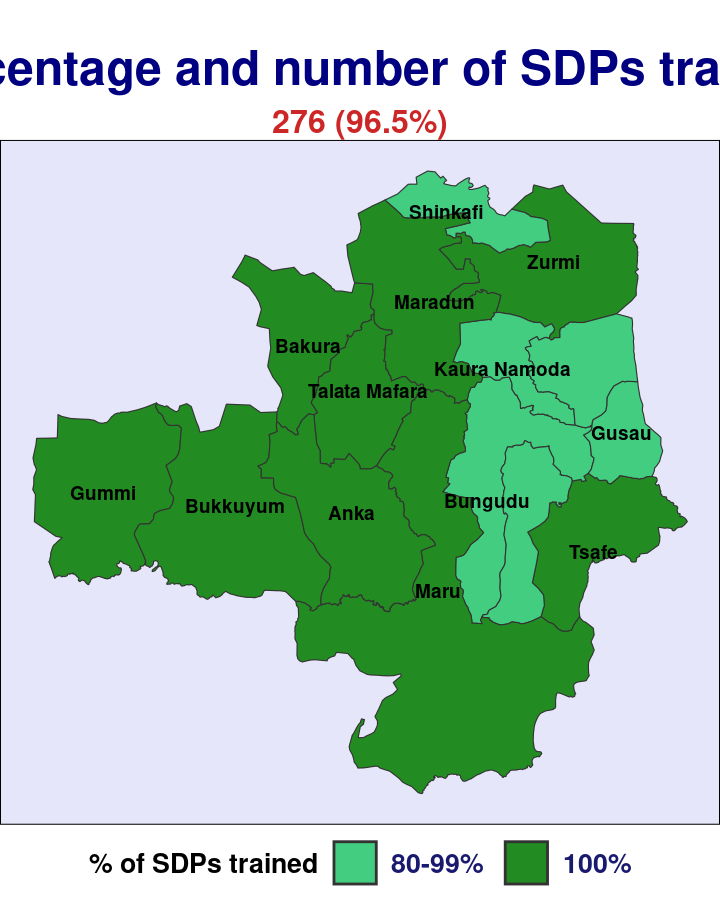 centage and number of SDPs tra
276 (96.5%)
Shinkafi
Zurmi
Maradun
Bakura
Kaura Namoda
Talata Mafara
Gusau
Gummi
Bukkuyum
Anka
Bungudu
Tsafe
Maru
% of SDPs trained 80-99% 100%